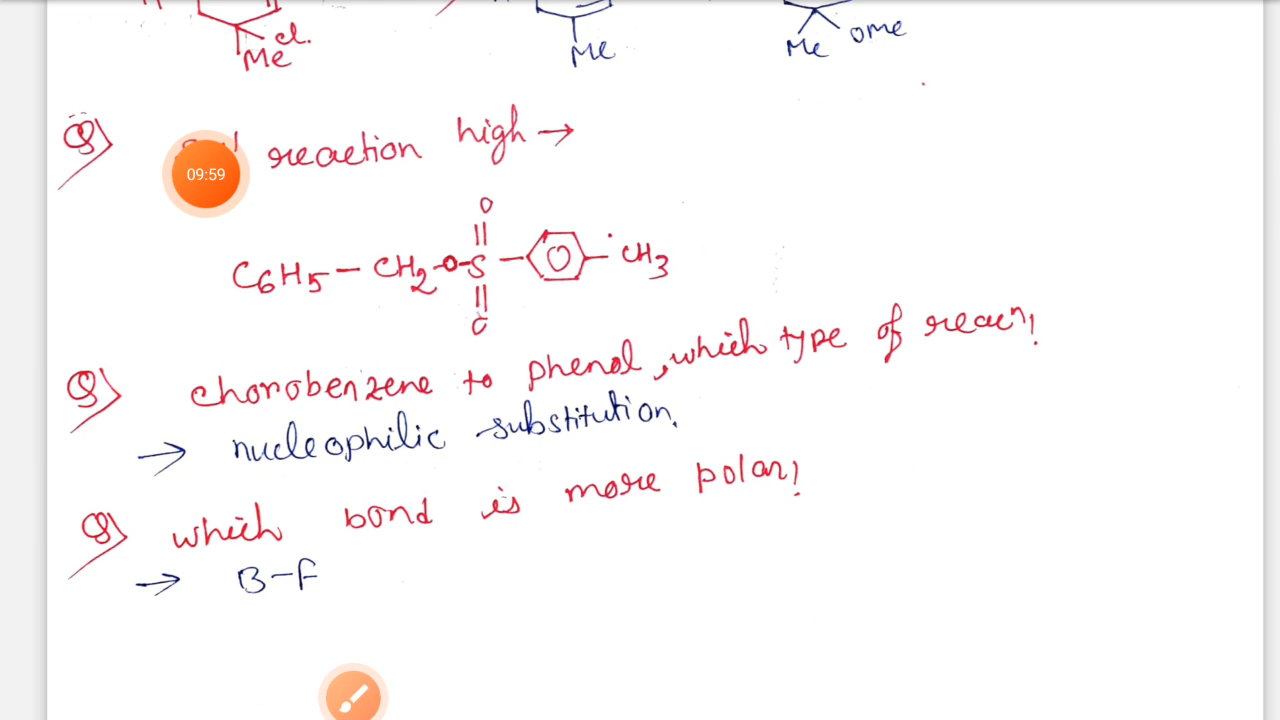 cl.
Me
Me
Me OMe
Q) reaction high →
O
C6H5 - CH2-O-S - CH3
O
Q) chorobenzene to phenol, which type of reacn?
→ nucleophilic substitution.
Q) which bond is more polar?
→ B-F
09:59